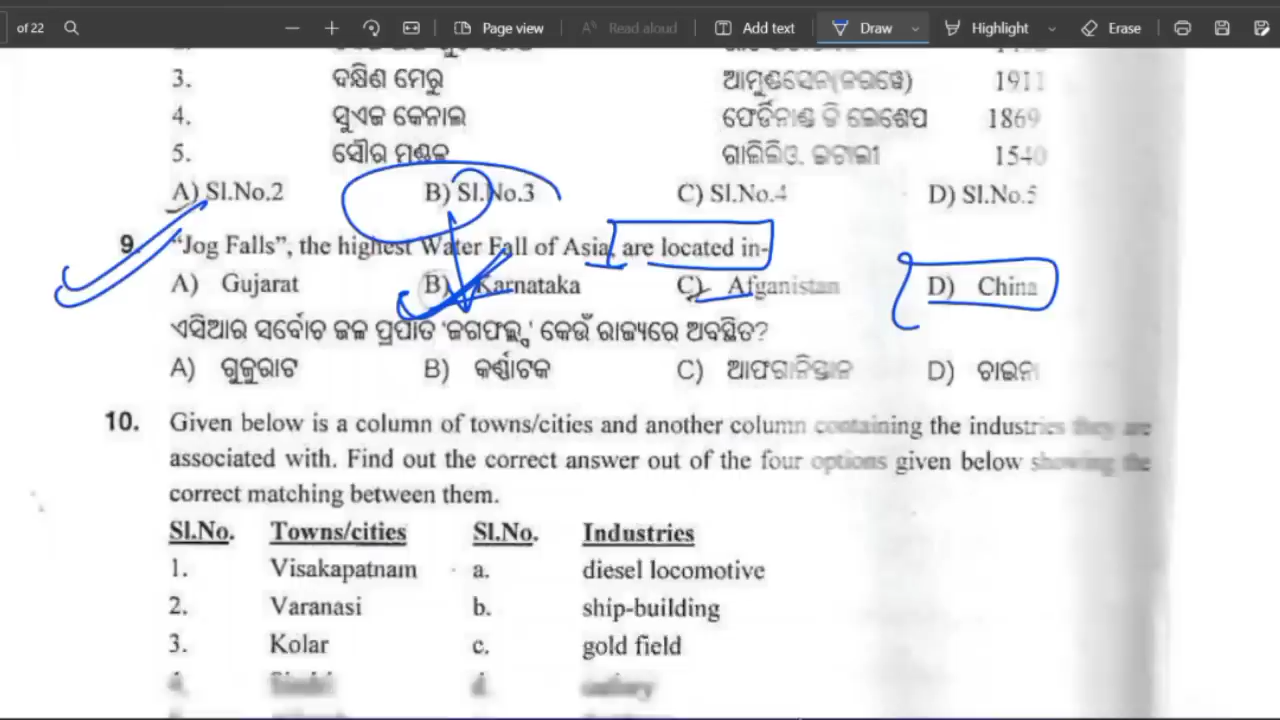 of 22 Page view Read aloud Add text Draw Highlight Erase
3. ଦକ୍ଷିଣ ମେରୁ ଆମୁଣ୍ଡସେନ(ନରୱେ) 1911
4. ସୁଏଜ କେନାଲ ଫେର୍ଡିନାଣ୍ଡ ଡି ଲେଶେପ 1869
5. ସୌର ମଣ୍ଡଳ ଗାଲିଲିଓ. ଇଟାଲୀ 1540
A) Sl.No.2 B) Sl.No.3 C) Sl.No.4 D) Sl.No.5
9. “Jog Falls”, the highest Water Fall of Asia, are located in-
A) Gujarat B) Karnataka C) Afganistan D) China
ଏସିଆର ସର୍ବୋଚ ଜଳ ପ୍ରପାତ ‘ଜଗଫଲ୍ସ’ କେଉଁ ରାଜ୍ୟରେ ଅବସ୍ଥିତ?
A) ଗୁଜୁରାଟ B) କର୍ଣ୍ଣାଟକ C) ଆଫଗାନିସ୍ତାନ D) ଚାଇନା
10. Given below is a column of towns/cities and another column containing the industries they are
associated with. Find out the correct answer out of the four options given below showing the
correct matching between them.
Sl.No. Towns/cities Sl.No. Industries
1. Visakapatnam a. diesel locomotive
2. Varanasi b. ship-building
3. Kolar c. gold field